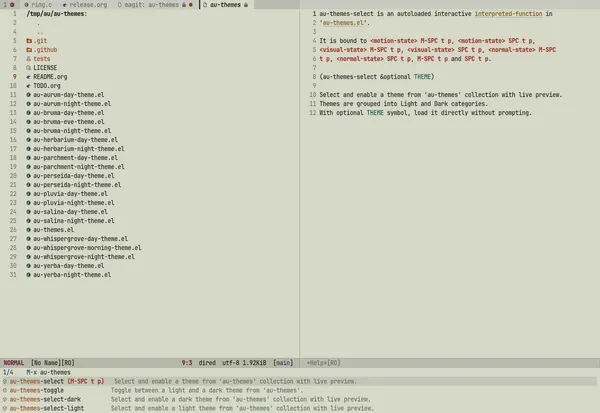 1 ring.c release.org magit: au-themes au-themes
1 /tmp/au/au-themes:
2 .
4 ..
5 .git
6 .github
7 tests
8 LICENSE
9 README.org
10 TODO.org
11 au-aurum-day-theme.el
12 au-aurum-night-theme.el
13 au-bruma-day-theme.el
14 au-bruma-eve-theme.el
15 au-bruma-night-theme.el
16 au-herbarium-day-theme.el
17 au-herbarium-night-theme.el
18 au-parchment-day-theme.el
19 au-parchment-night-theme.el
20 au-perseida-day-theme.el
21 au-perseida-night-theme.el
22 au-pluvia-day-theme.el
23 au-pluvia-night-theme.el
24 au-salina-day-theme.el
25 au-salina-night-theme.el
26 au-themes.el
27 au-whispergrove-day-theme.el
28 au-whispergrove-morning-theme.el
29 au-whispergrove-night-theme.el
30 au-yerba-day-theme.el
31 au-yerba-night-theme.el
1 au-themes-select is an autoloaded interactive interpreted-function in
2 ‘au-themes.el’.
3
4 It is bound to <motion-state> M-SPC t p, <motion-state> SPC t p,
5 <visual-state> M-SPC t p, <visual-state> SPC t p, <normal-state> M-SPC
6 t p, <normal-state> SPC t p, M-SPC t p and SPC t p.
7
8 (au-themes-select &optional THEME)
9
10 Select and enable a theme from 'au-themes' collection with live preview.
11 Themes are grouped into Light and Dark categories.
12 With optional THEME symbol, load it directly without prompting.
NORMAL [No Name][RO] 9:3 dired utf-8 1.92KiB [main] *Help*[RO]
1/4 M-x au-themes
au-themes-select (M-SPC t p) Select and enable a theme from 'au-themes' collection with live preview.
au-themes-toggle Toggle between a light and a dark theme from 'au-themes'.
au-themes-select-dark Select and enable a dark theme from 'au-themes' collection with live preview.
au-themes-select-light Select and enable a light theme from 'au-themes' collection with live preview.